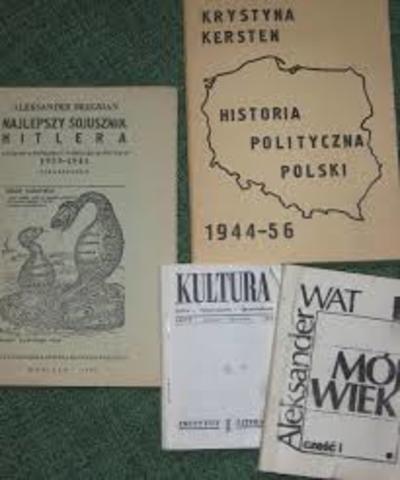 ALEKSANDER BREGMAN
NAJLEPSZY SOJUSZNIK
HITLERA
1939-1941
KRYSTYNA
KERSTEN
HISTORIA
POLITYCZNA
POLSKI
1944-56
KULTURA
INSTYTUT
Aleksander
WAT
MÓJ
WIEK
część I